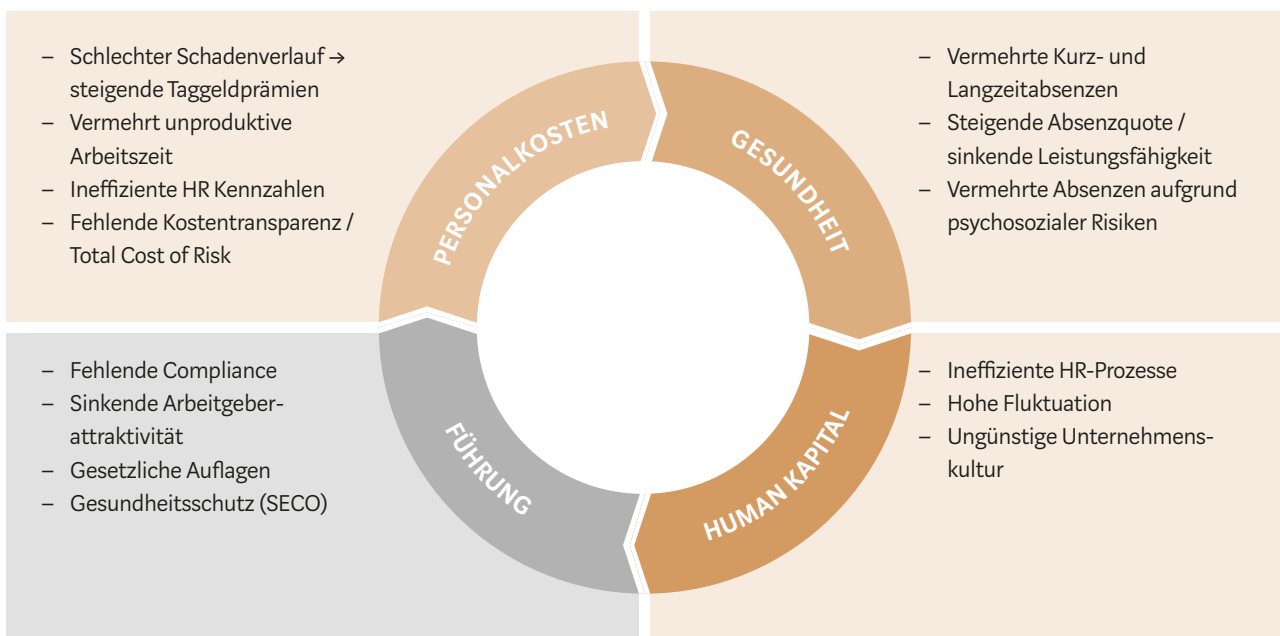 – Schlechter Schadenverlauf →
steigende Taggeldprämien
– Vermehrt unproduktive
Arbeitszeit
– Ineffiziente HR Kennzahlen
– Fehlende Kostentransparenz /
Total Cost of Risk
PERSONALKOSTEN
GESUNDHEIT
– Vermehrte Kurz- und
Langzeitabsenzen
– Steigende Absenzquote /
sinkende Leistungsfähigkeit
– Vermehrte Absenzen aufgrund
psychosozialer Risiken
– Fehlende Compliance
– Sinkende Arbeitgeber-
attraktivität
– Gesetzliche Auflagen
– Gesundheitsschutz (SECO)
FÜHRUNG
HUMAN KAPITAL
– Ineffiziente HR-Prozesse
– Hohe Fluktuation
– Ungünstige Unternehmens-
kultur